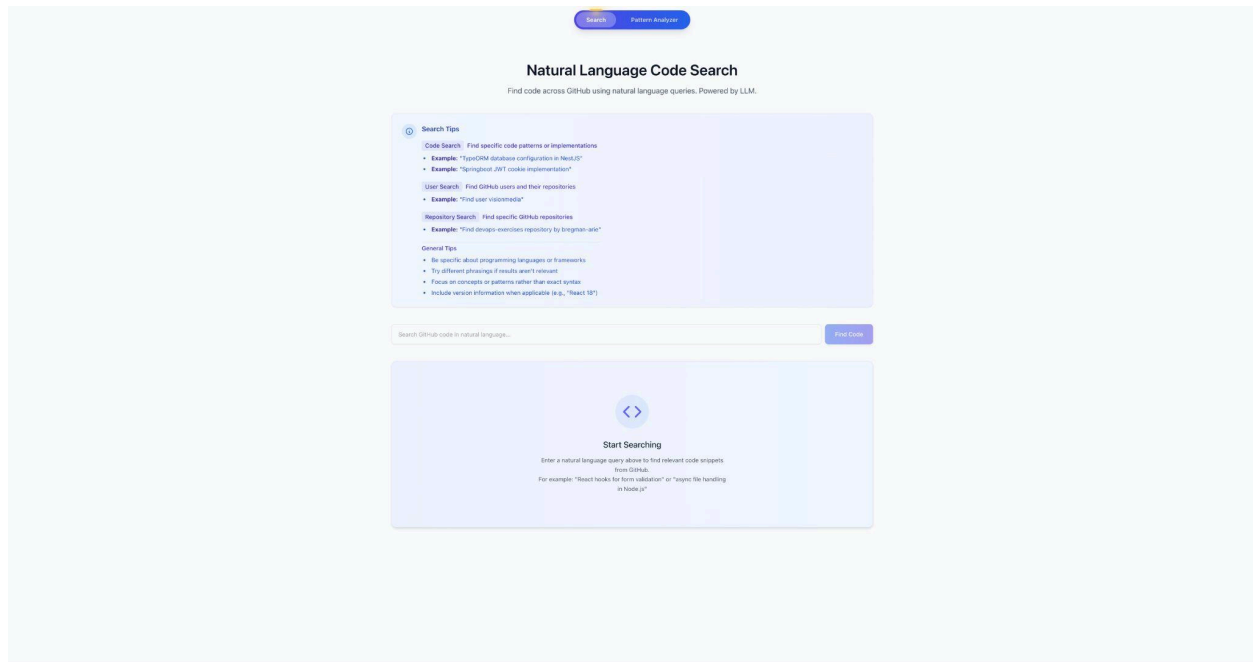 Search
Pattern Analyzer
Natural Language Code Search
Find code across GitHub using natural language queries. Powered by LLM.
Search Tips
Code Search Find specific code patterns or implementations
• Example: "TypeORM database configuration in NestJS"
• Example: "Springboot JWT cookie implementation"
User Search Find GitHub users and their repositories
• Example: "Find user visionmedia"
Repository Search Find specific GitHub repositories
• Example: "Find devops-exercises repository by bregman-arie"
General Tips
• Be specific about programming languages or frameworks
• Try different phrasings if results aren't relevant
• Focus on concepts or patterns rather than exact syntax
• Include version information when applicable (e.g., "React 18")
Search GitHub code in natural language...
Find Code
Start Searching
Enter a natural language query above to find relevant code snippets
from GitHub.
For example: "React hooks for form validation" or "async file handling
in Node.js"